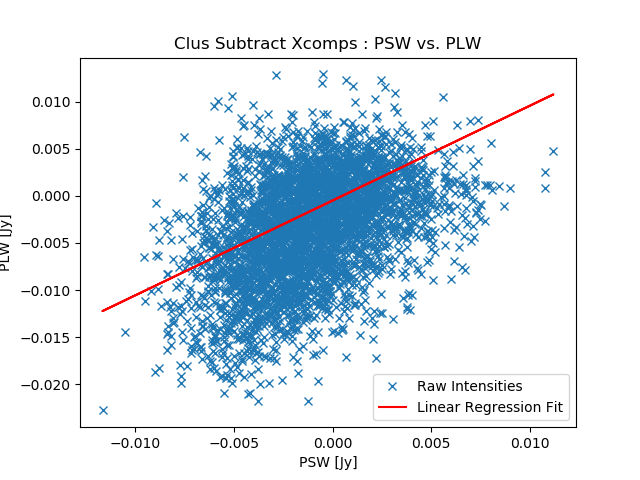 Clus Subtract Xcomps : PSW vs. PLW
0.010
0.005
0.000
−0.005
−0.010
−0.015
−0.020
PLW [Jy]
−0.010
−0.005
0.000
0.005
0.010
PSW [Jy]
Raw Intensities
Linear Regression Fit